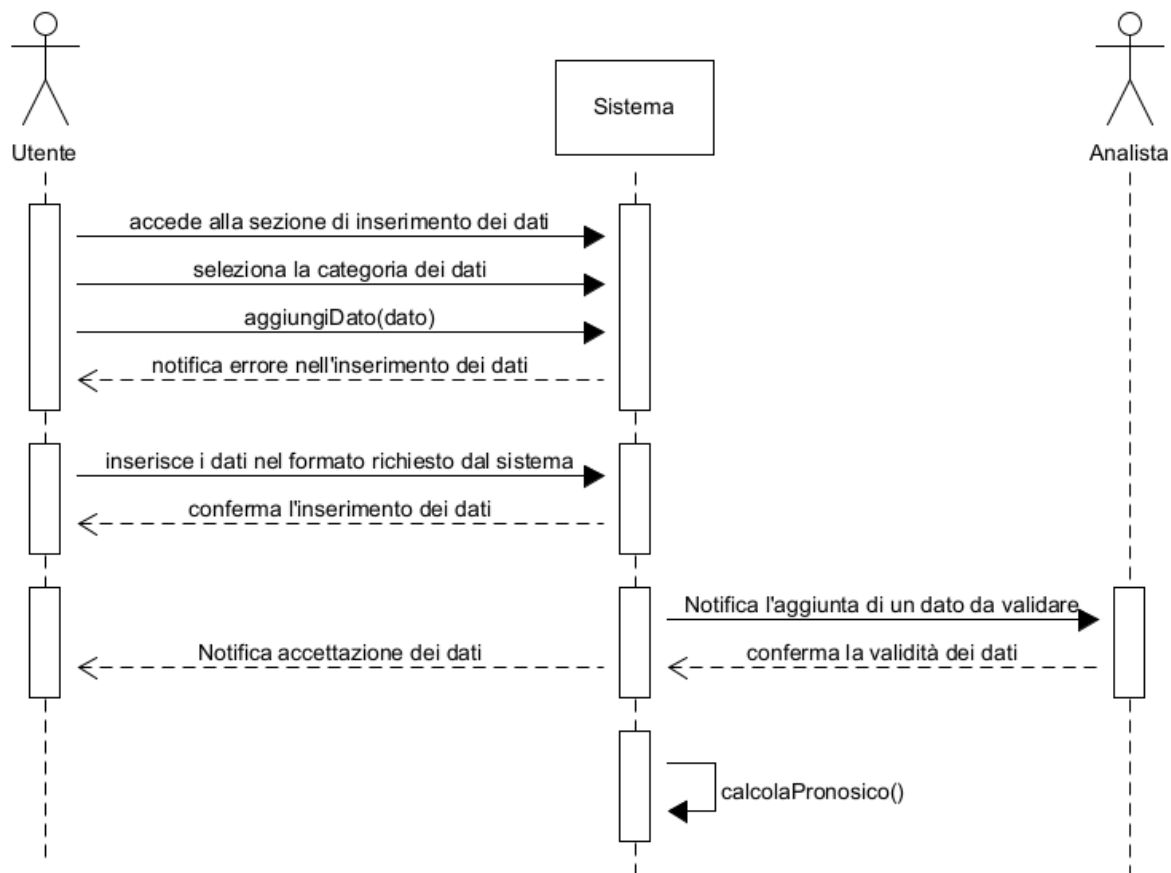 Sistema
Utente
Analista
accede alla sezione di inserimento dei dati
seleziona la categoria dei dati
aggiungiDato(dato)
notifica errore nell'inserimento dei dati
inserisce i dati nel formato richiesto dal sistema
conferma l'inserimento dei dati
Notifica l'aggiunta di un dato da validare
Notifica accettazione dei dati
conferma la validità dei dati
calcolaPronosico()